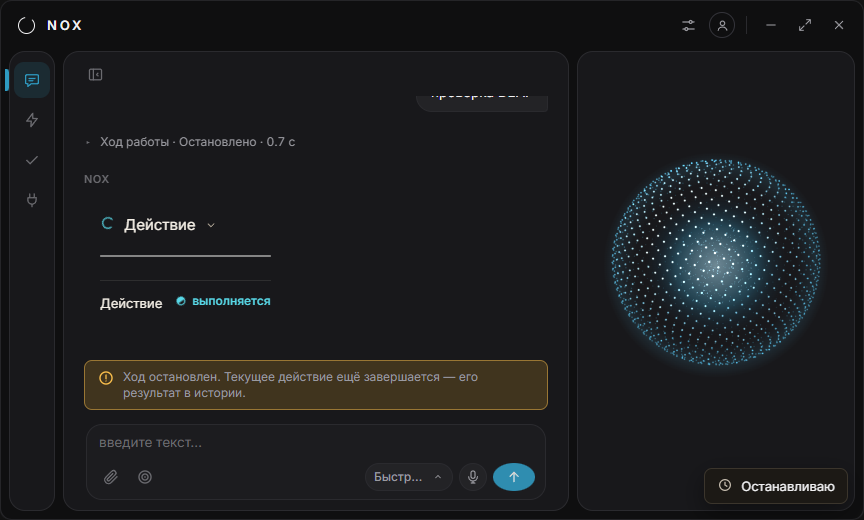 NOX
Ход работы · Остановлено · 0.7 с
NOX
Действие
Действие выполняется
Ход остановлен. Текущее действие ещё завершается — его
результат в истории.
введите текст...
Быстр...
Останавливаю